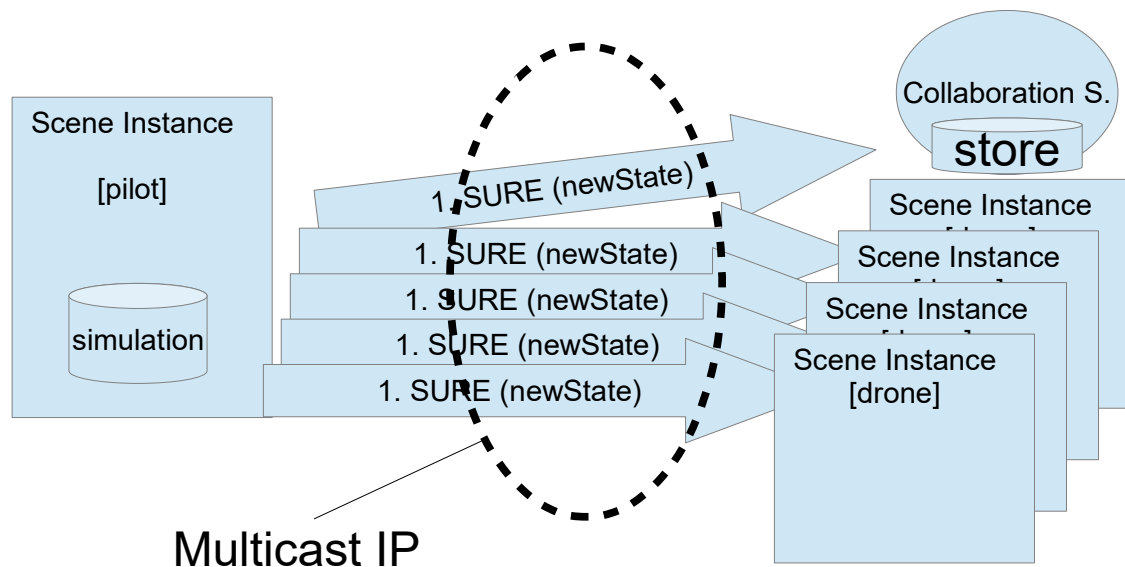 Scene Instance
[pilot]
simulation
1. SURE (newState)
1. SURE (newState)
1. SURE (newState)
1. SURE (newState)
1. SURE (newState)
Multicast IP
Collaboration S.
store
Scene Instance
Scene Instance
Scene Instance
Scene Instance
[drone]